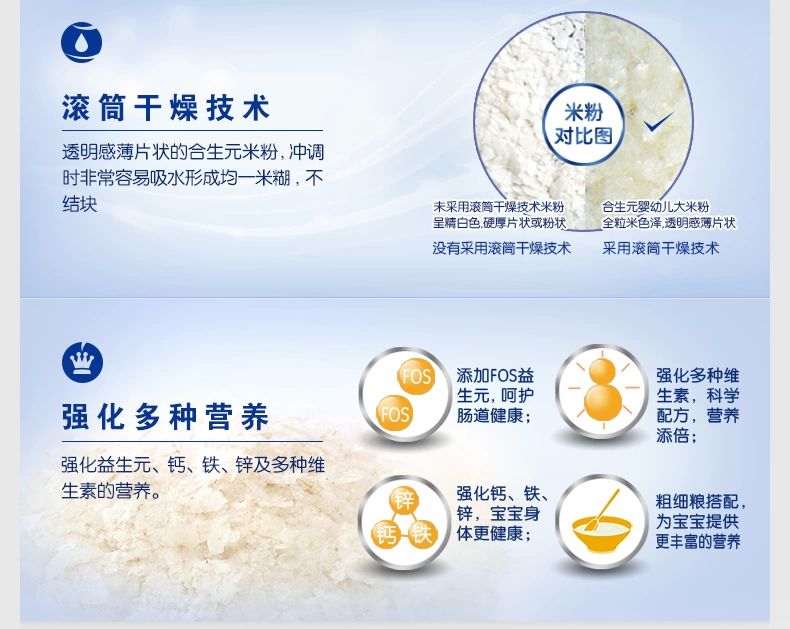 滚筒干燥技术
透明感薄片状的合生元米粉，冲调
时非常容易吸水形成均一米糊，不
结块
米粉
对比图
未采用滚筒干燥技术米粉
呈精白色,硬厚片状或粉状
没有采用滚筒干燥技术
合生元婴幼儿大米粉
全粒米色泽,透明感薄片状
采用滚筒干燥技术
强化多种营养
强化益生元、钙、铁、锌及多种维
生素的营养。
FOS
FOS
添加FOS益
生元，呵护
肠道健康；
强化多种维
生素，科学
配方，营养
添倍；
锌
钙
铁
强化钙、铁、
锌，宝宝身
体更健康；
粗细粮搭配，
为宝宝提供
更丰富的营养